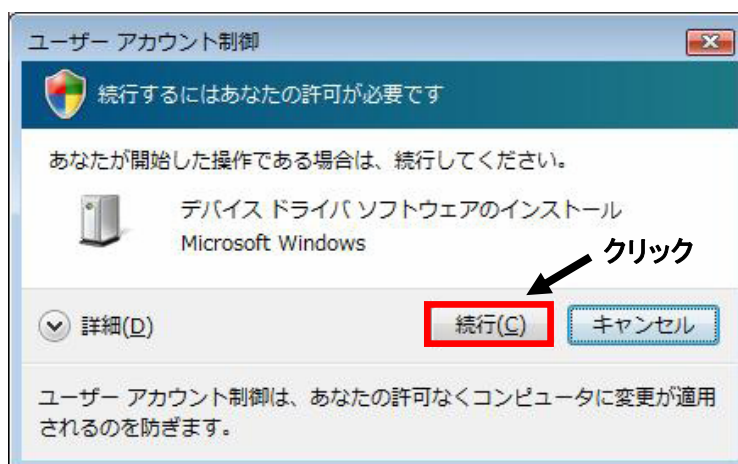 ユーザー アカウント制御
続行するにはあなたの許可が必要です
あなたが開始した操作である場合は、続行してください。
デバイス ドライバ ソフトウェアのインストール
Microsoft Windows
クリック
詳細(D)
続行(C)
キャンセル
ユーザー アカウント制御は、あなたの許可なくコンピュータに変更が適用
されるのを防ぎます。